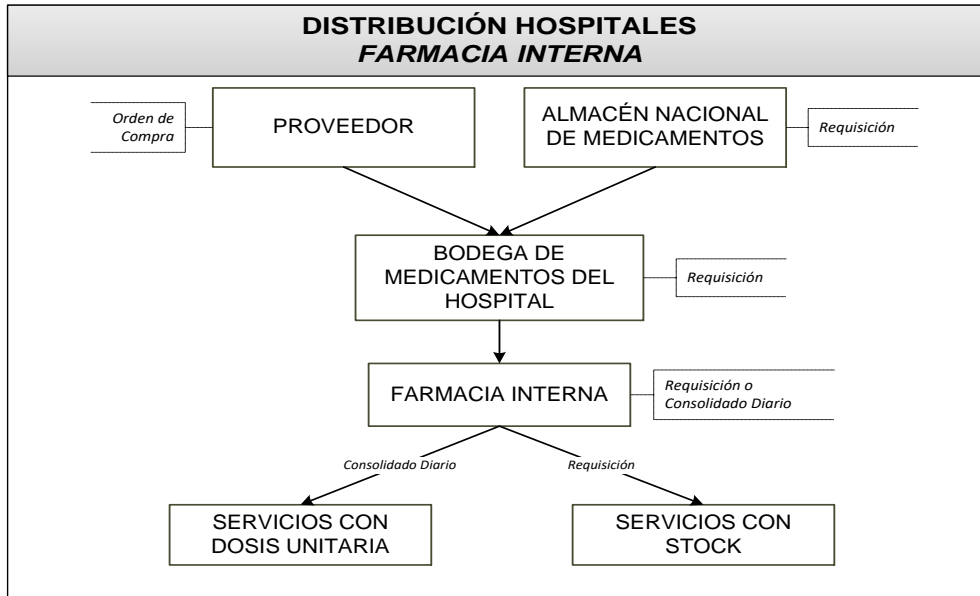 DISTRIBUCIÓN HOSPITALES
FARMACIA INTERNA
Orden de
Compra
PROVEEDOR
ALMACÉN NACIONAL
DE MEDICAMENTOS
Requisición
BODEGA DE
MEDICAMENTOS DEL
HOSPITAL
Requisición
FARMACIA INTERNA
Requisición o
Consolidado Diario
Consolidado Diario
Requisición
SERVICIOS CON
DOSIS UNITARIA
SERVICIOS CON
STOCK